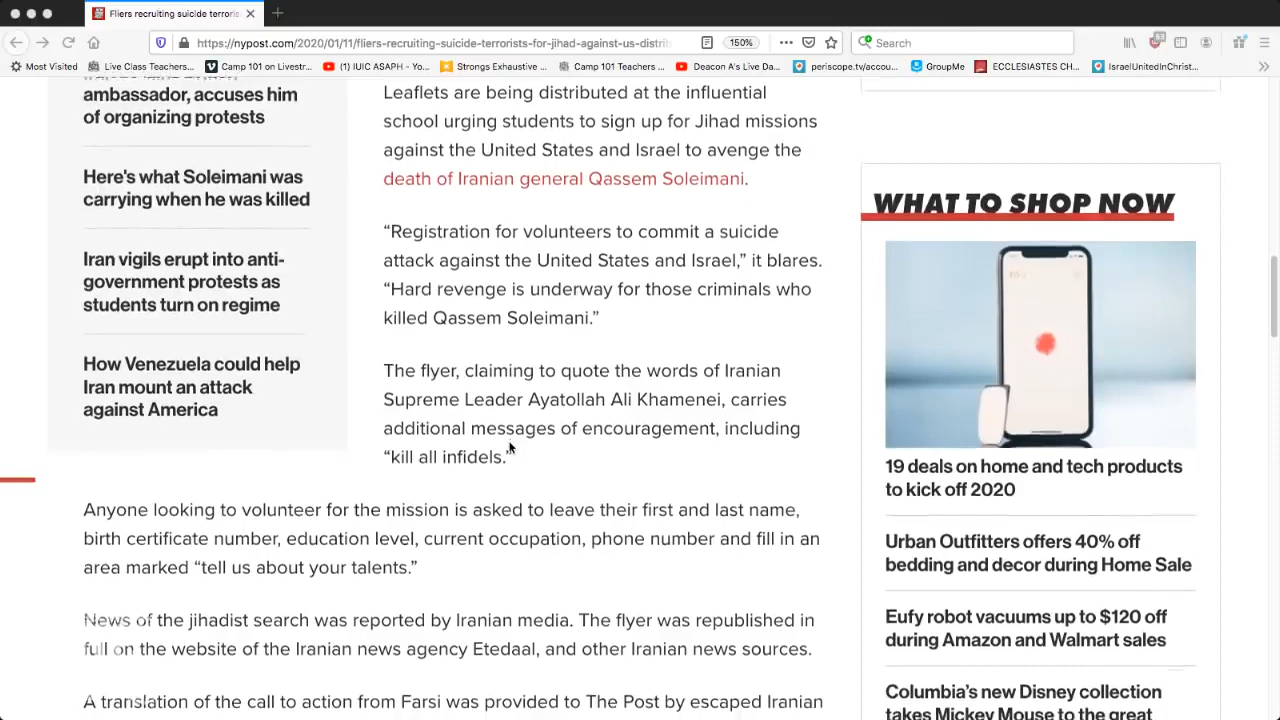 Fliers recruiting suicide terroris
https://nypost.com/2020/01/11/fliers-recruiting-suicide-terrorists-for-jihad-against-us-distrib
150%
Search
Most Visited
Live Class Teachers...
Camp 101 on Livestr...
(1) IUIC ASAPH - Yo...
Strongs Exhaustive ...
Camp 101 Teachers ...
Deacon A's Live Da...
periscope.tv/accou...
GroupMe
ECCLESIASTES CH...
IsraelUnitedInChrist...
ambassador, accuses him
of organizing protests
Here's what Soleimani was
carrying when he was killed
Iran vigils erupt into anti-
government protests as
students turn on regime
How Venezuela could help
Iran mount an attack
against America
Leaflets are being distributed at the influential
school urging students to sign up for Jihad missions
against the United States and Israel to avenge the
death of Iranian general Qassem Soleimani.
“Registration for volunteers to commit a suicide
attack against the United States and Israel,” it blares.
“Hard revenge is underway for those criminals who
killed Qassem Soleimani.”
The flyer, claiming to quote the words of Iranian
Supreme Leader Ayatollah Ali Khamenei, carries
additional messages of encouragement, including
“kill all infidels.”
Anyone looking to volunteer for the mission is asked to leave their first and last name,
birth certificate number, education level, current occupation, phone number and fill in an
area marked “tell us about your talents.”
News of the jihadist search was reported by Iranian media. The flyer was republished in
full on the website of the Iranian news agency Etedaal, and other Iranian news sources.
A translation of the call to action from Farsi was provided to The Post by escaped Iranian
WHAT TO SHOP NOW
19 deals on home and tech products
to kick off 2020
Urban Outfitters offers 40% off
bedding and decor during Home Sale
Eufy robot vacuums up to $120 off
during Amazon and Walmart sales
Columbia’s new Disney collection
takes Mickey Mouse to the great